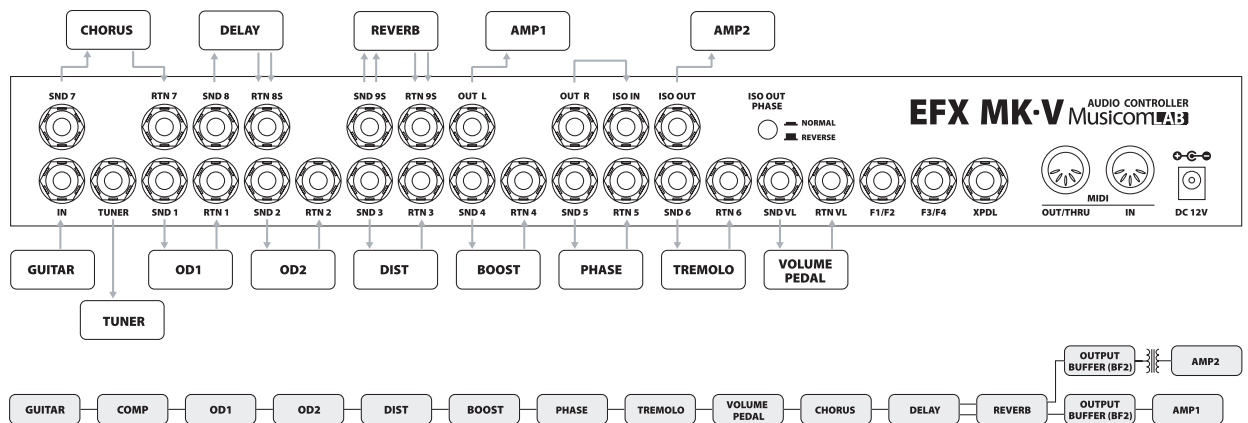 CHORUS DELAY REVERB AMP1 AMP2
SND 7 RTN 7 SND 8 RTN 8S SND 9S RTN 9S OUT L OUT R ISO IN ISO OUT ISO OUT PHASE
NORMAL
REVERSE
EFX MK·V AUDIO CONTROLLER MusicomLAB
IN TUNER SND 1 RTN 1 SND 2 RTN 2 SND 3 RTN 3 SND 4 RTN 4 SND 5 RTN 5 SND 6 RTN 6 SND VL RTN VL F1/F2 F3/F4 XPDL
MIDI
OUT/THRU IN DC 12V
GUITAR OD1 OD2 DIST BOOST PHASE TREMOLO VOLUME PEDAL
TUNER
OUTPUT BUFFER (BF2) AMP2
GUITAR COMP OD1 OD2 DIST BOOST PHASE TREMOLO VOLUME PEDAL CHORUS DELAY REVERB OUTPUT BUFFER (BF2) AMP1